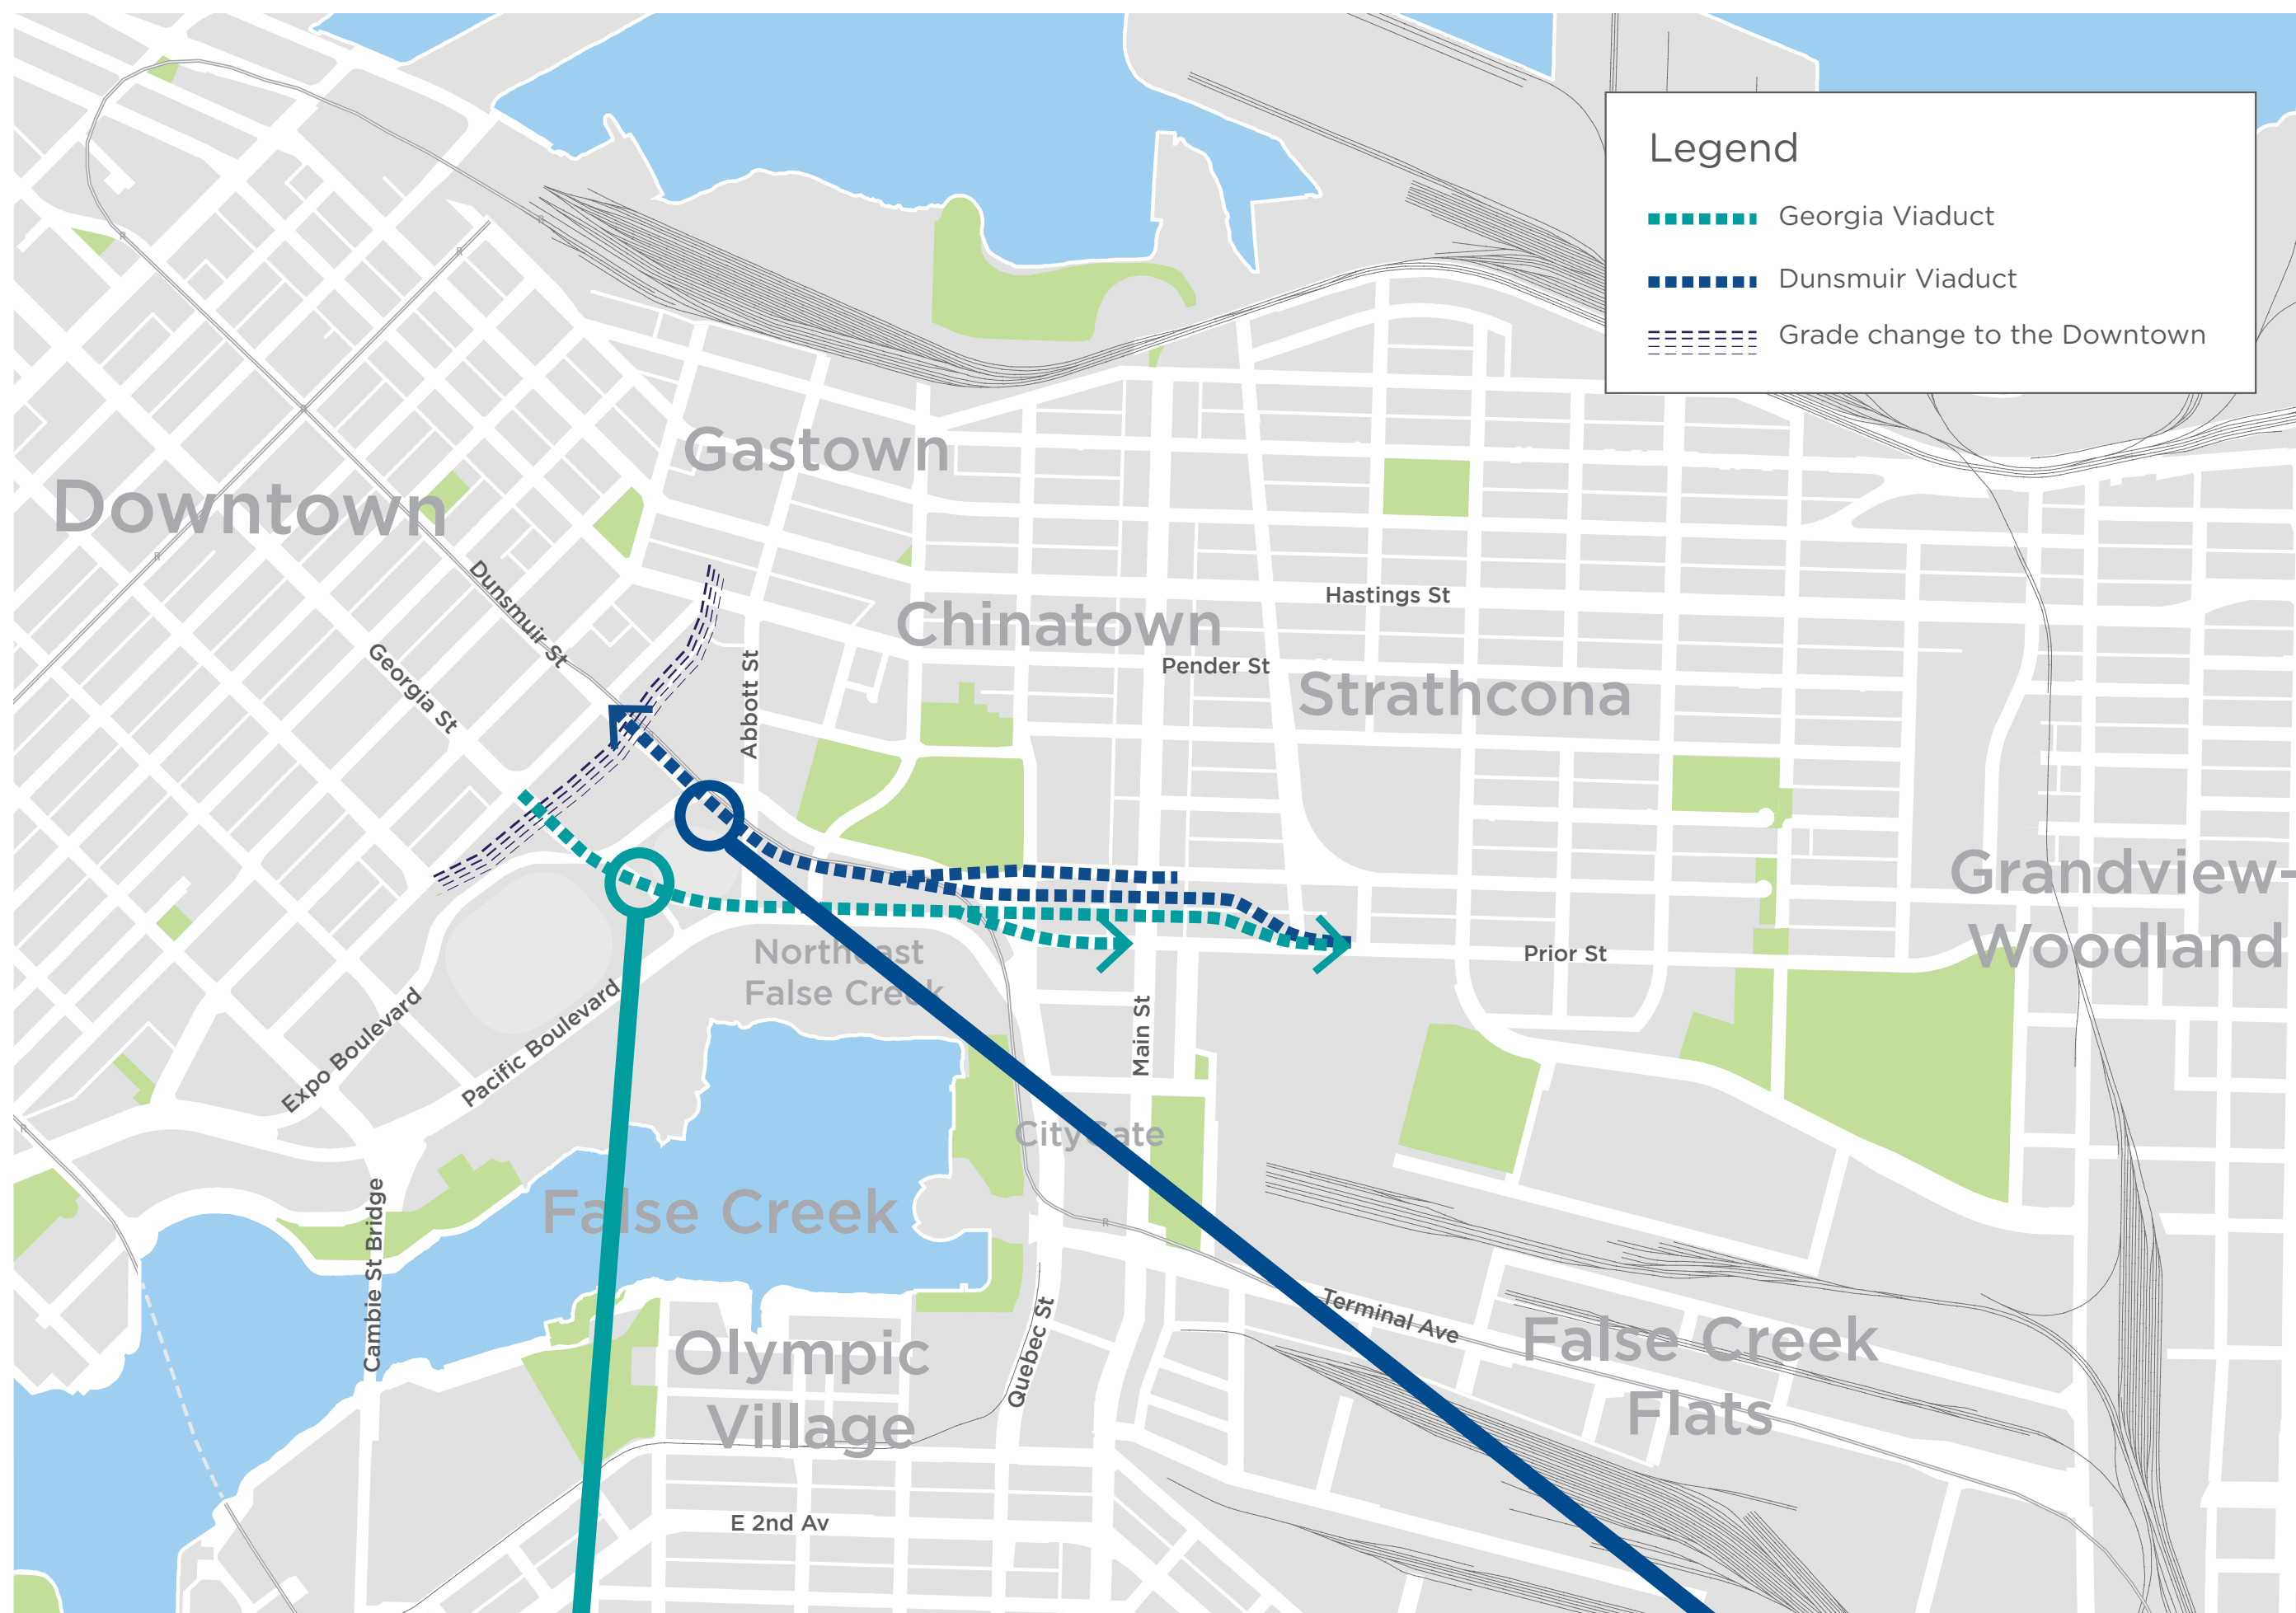 Legend
Georgia Viaduct
Dunsmuir Viaduct
Grade change to the Downtown
Gastown
Downtown
Dunsmuir St
Hastings St
Chinatown
Georgia St
Abbott St
Pender St
Strathcona
Grandview-
Woodland
Northeast
False Creek
Prior St
Expo Boulevard
Pacific Boulevard
Main St
CityGate
False Creek
Cambie St Bridge
Quebec St
Terminal Ave
Olympic
Village
False Creek
Flats
E 2nd Av
R
R
R
R
R
R
R
R